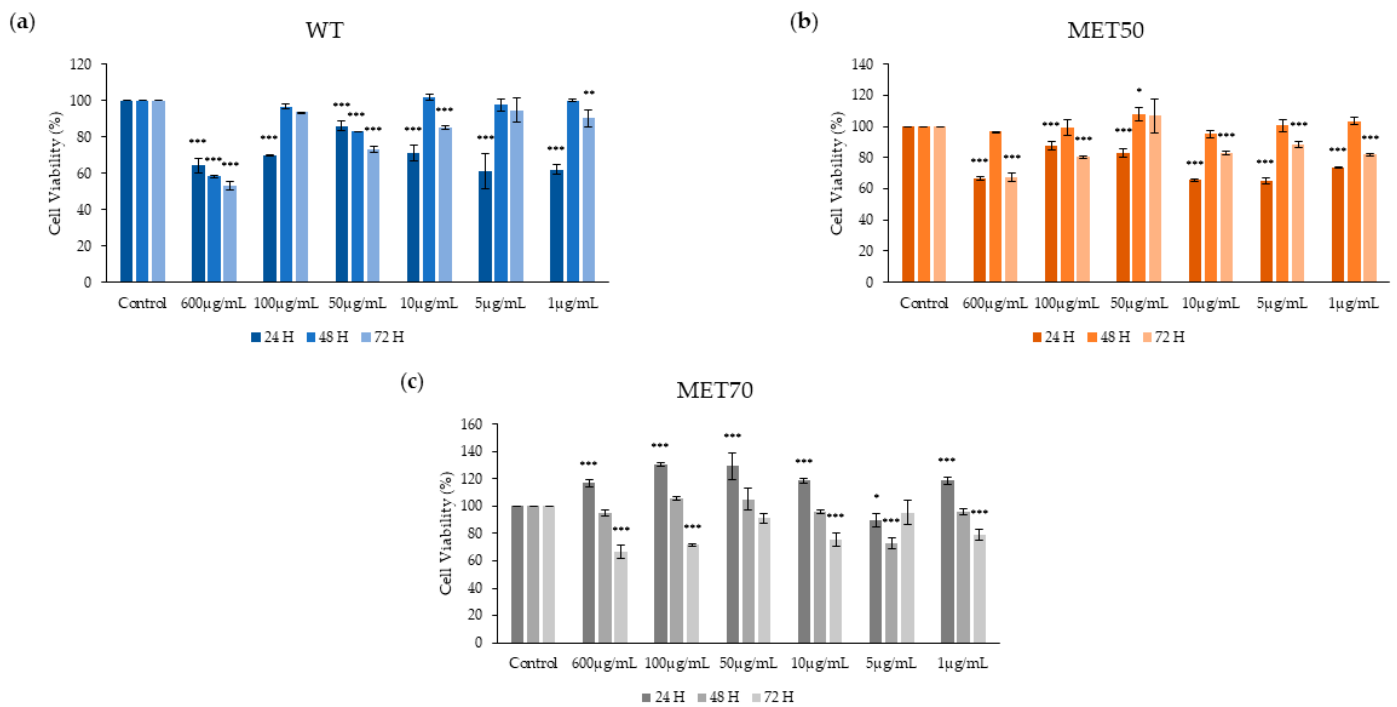 (a)
WT
Cell Viability (%)
120
100
80
60
40
20
0
*** *** *** *** *** *** *** *** *** *** *** **
Control 600µg/mL 100µg/mL 50µg/mL 10µg/mL 5µg/mL 1µg/mL
24 H 48 H 72 H
(b)
MET50
Cell Viability (%)
140
120
100
80
60
40
20
0
*** *** *** *** *** * *** *** *** *** *** ***
Control 600µg/mL 100µg/mL 50µg/mL 10µg/mL 5µg/mL 1µg/mL
24 H 48 H 72 H
(c)
MET70
Cell Viability (%)
160
140
120
100
80
60
40
20
0
*** *** *** *** *** *** *** * *** *** ***
Control 600µg/mL 100µg/mL 50µg/mL 10µg/mL 5µg/mL 1µg/mL
24 H 48 H 72 H